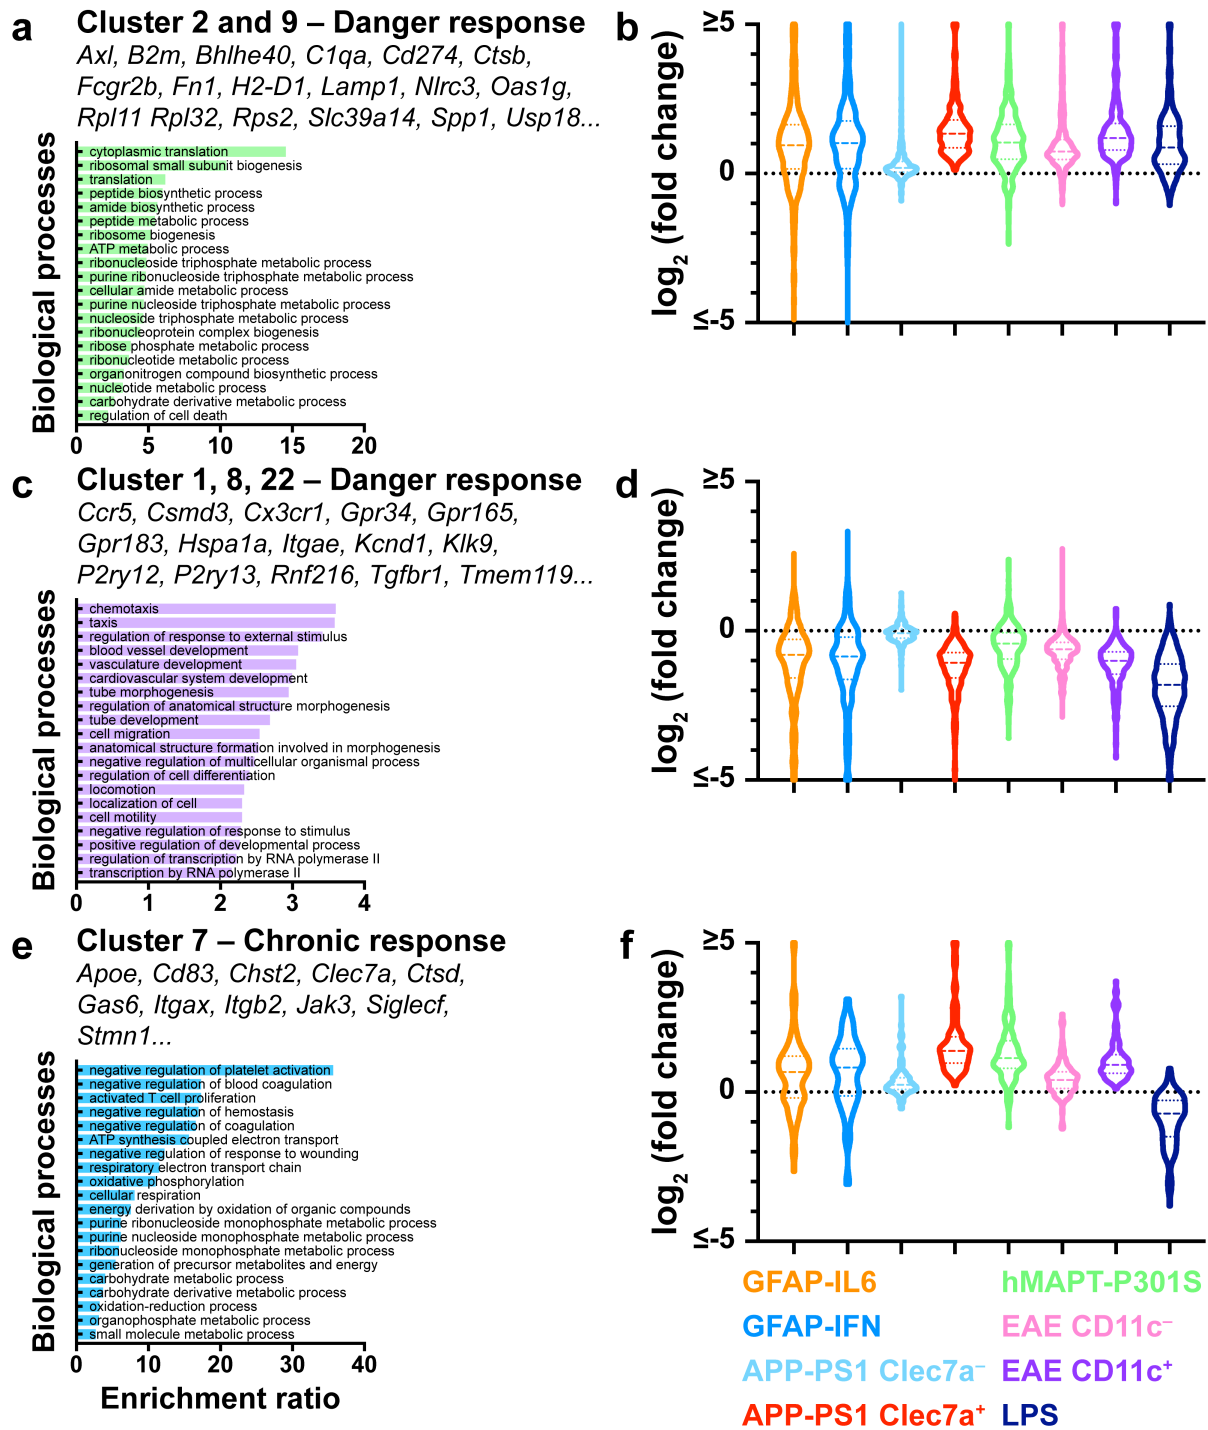 a
Cluster 2 and 9 – Danger response
Axl, B2m, Bhlhe40, C1qa, Cd274, Ctsb,
Fcgr2b, Fn1, H2-D1, Lamp1, Nlrc3, Oas1g,
Rpl11 Rpl32, Rps2, Slc39a14, Spp1, Usp18...
Biological processes
cytoplasmic translation
ribosomal small subunit biogenesis
translation
peptide biosynthetic process
amide biosynthetic process
peptide metabolic process
ribosome biogenesis
ATP metabolic process
ribonucleoside triphosphate metabolic process
purine ribonucleoside triphosphate metabolic process
cellular amide metabolic process
purine nucleoside triphosphate metabolic process
nucleoside triphosphate metabolic process
ribonucleoprotein complex biogenesis
ribose phosphate metabolic process
ribonucleotide metabolic process
organonitrogen compound biosynthetic process
nucleotide metabolic process
carbohydrate derivative metabolic process
regulation of cell death
0 5 10 15 20
b
log2 (fold change)
≥5
0
≤-5
c
Cluster 1, 8, 22 – Danger response
Ccr5, Csmd3, Cx3cr1, Gpr34, Gpr165,
Gpr183, Hspa1a, Itgae, Kcnd1, Klk9,
P2ry12, P2ry13, Rnf216, Tgfbr1, Tmem119...
Biological processes
chemotaxis
taxis
regulation of response to external stimulus
blood vessel development
vasculature development
cardiovascular system development
tube morphogenesis
regulation of anatomical structure morphogenesis
tube development
cell migration
anatomical structure formation involved in morphogenesis
negative regulation of multicellular organismal process
regulation of cell differentiation
locomotion
localization of cell
cell motility
negative regulation of response to stimulus
positive regulation of developmental process
regulation of transcription by RNA polymerase II
transcription by RNA polymerase II
0 1 2 3 4
d
log2 (fold change)
≥5
0
≤-5
e
Cluster 7 – Chronic response
Apoe, Cd83, Chst2, Clec7a, Ctsd,
Gas6, Itgax, Itgb2, Jak3, Siglecf,
Stmn1...
Biological processes
negative regulation of platelet activation
negative regulation of blood coagulation
activated T cell proliferation
negative regulation of hemostasis
negative regulation of coagulation
ATP synthesis coupled electron transport
negative regulation of response to wounding
respiratory electron transport chain
oxidative phosphorylation
cellular respiration
energy derivation by oxidation of organic compounds
purine ribonucleoside monophosphate metabolic process
purine nucleoside monophosphate metabolic process
ribonucleoside monophosphate metabolic process
generation of precursor metabolites and energy
carbohydrate metabolic process
carbohydrate derivative metabolic process
oxidation-reduction process
organophosphate metabolic process
small molecule metabolic process
0 10 20 30 40
Enrichment ratio
f
log2 (fold change)
≥5
0
≤-5
GFAP-IL6
GFAP-IFN
APP-PS1 Clec7a–
APP-PS1 Clec7a+
hMAPT-P301S
EAE CD11c–
EAE CD11c+
LPS